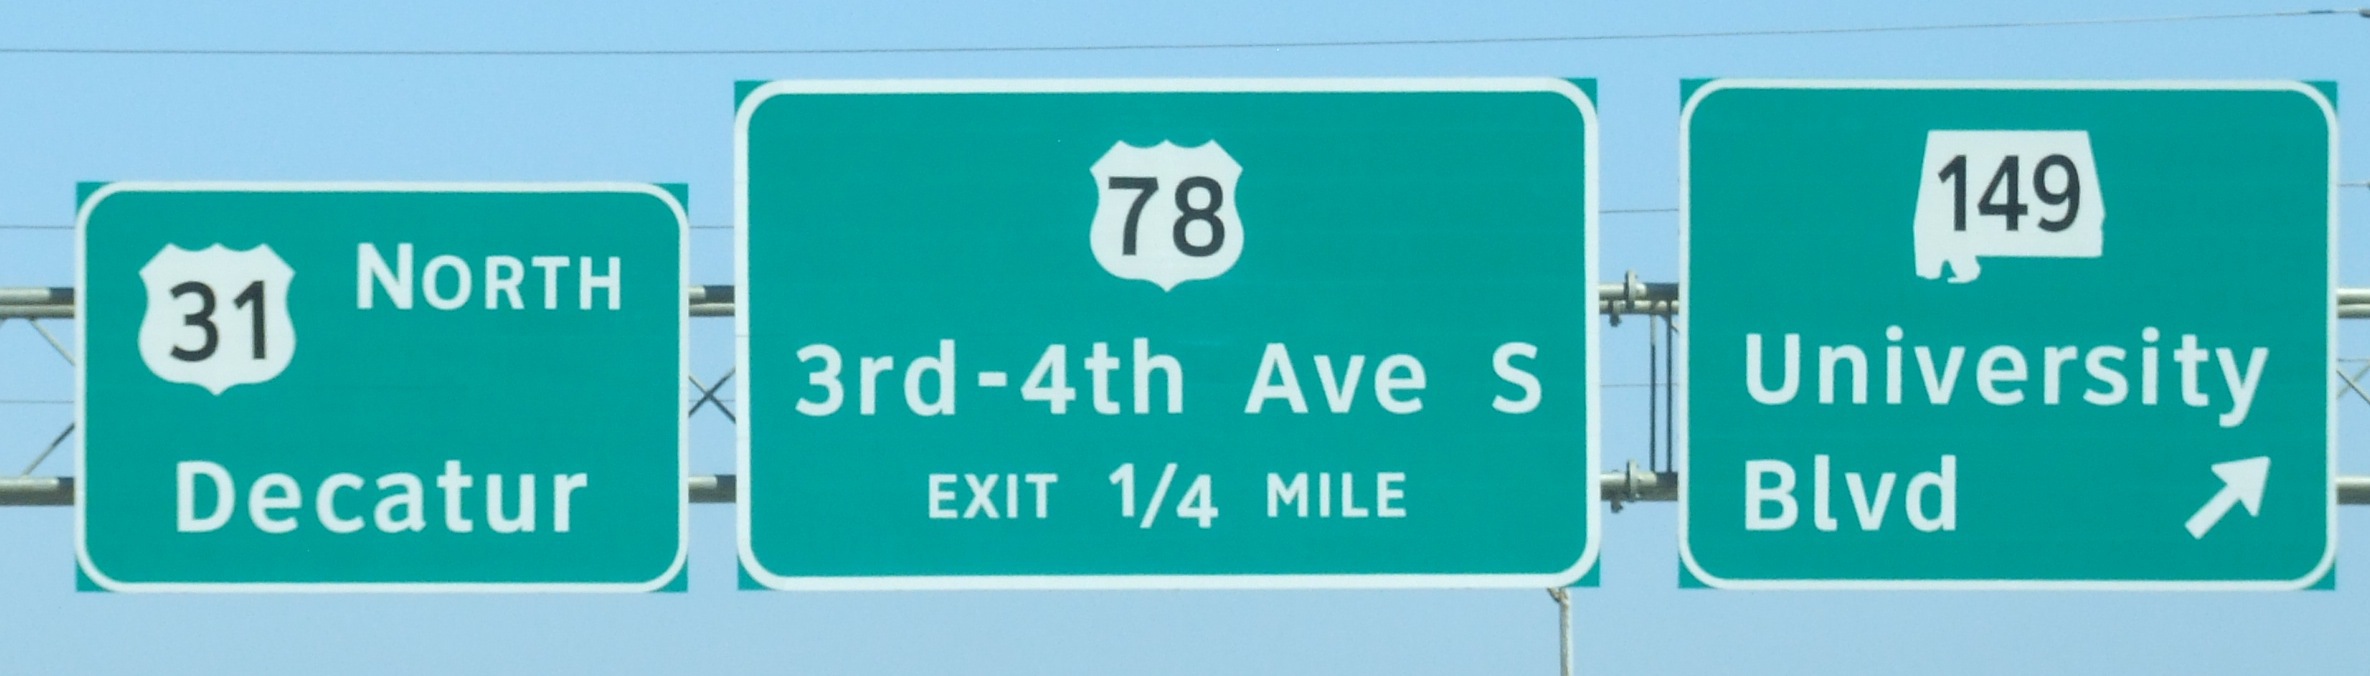 31 NORTH
Decatur
78
3rd-4th Ave S
EXIT 1/4 MILE
149
University
Blvd